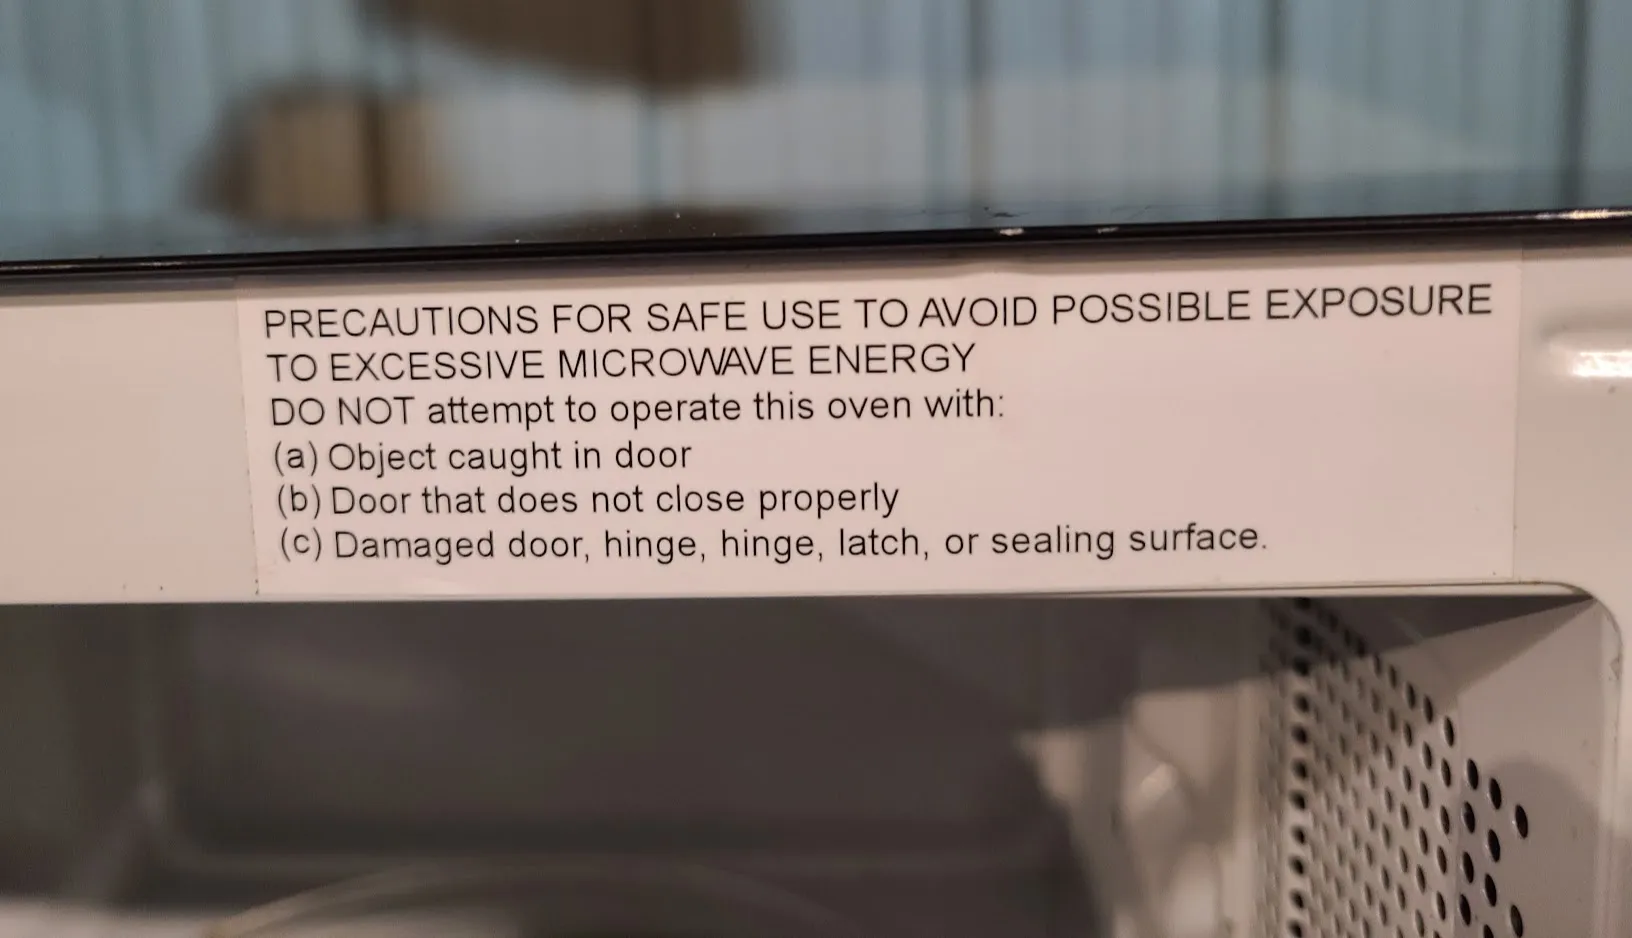 PRECAUTIONS FOR SAFE USE TO AVOID POSSIBLE EXPOSURE
TO EXCESSIVE MICROWAVE ENERGY
DO NOT attempt to operate this oven with:
(a) Object caught in door
(b) Door that does not close properly
(c) Damaged door, hinge, hinge, latch, or sealing surface.